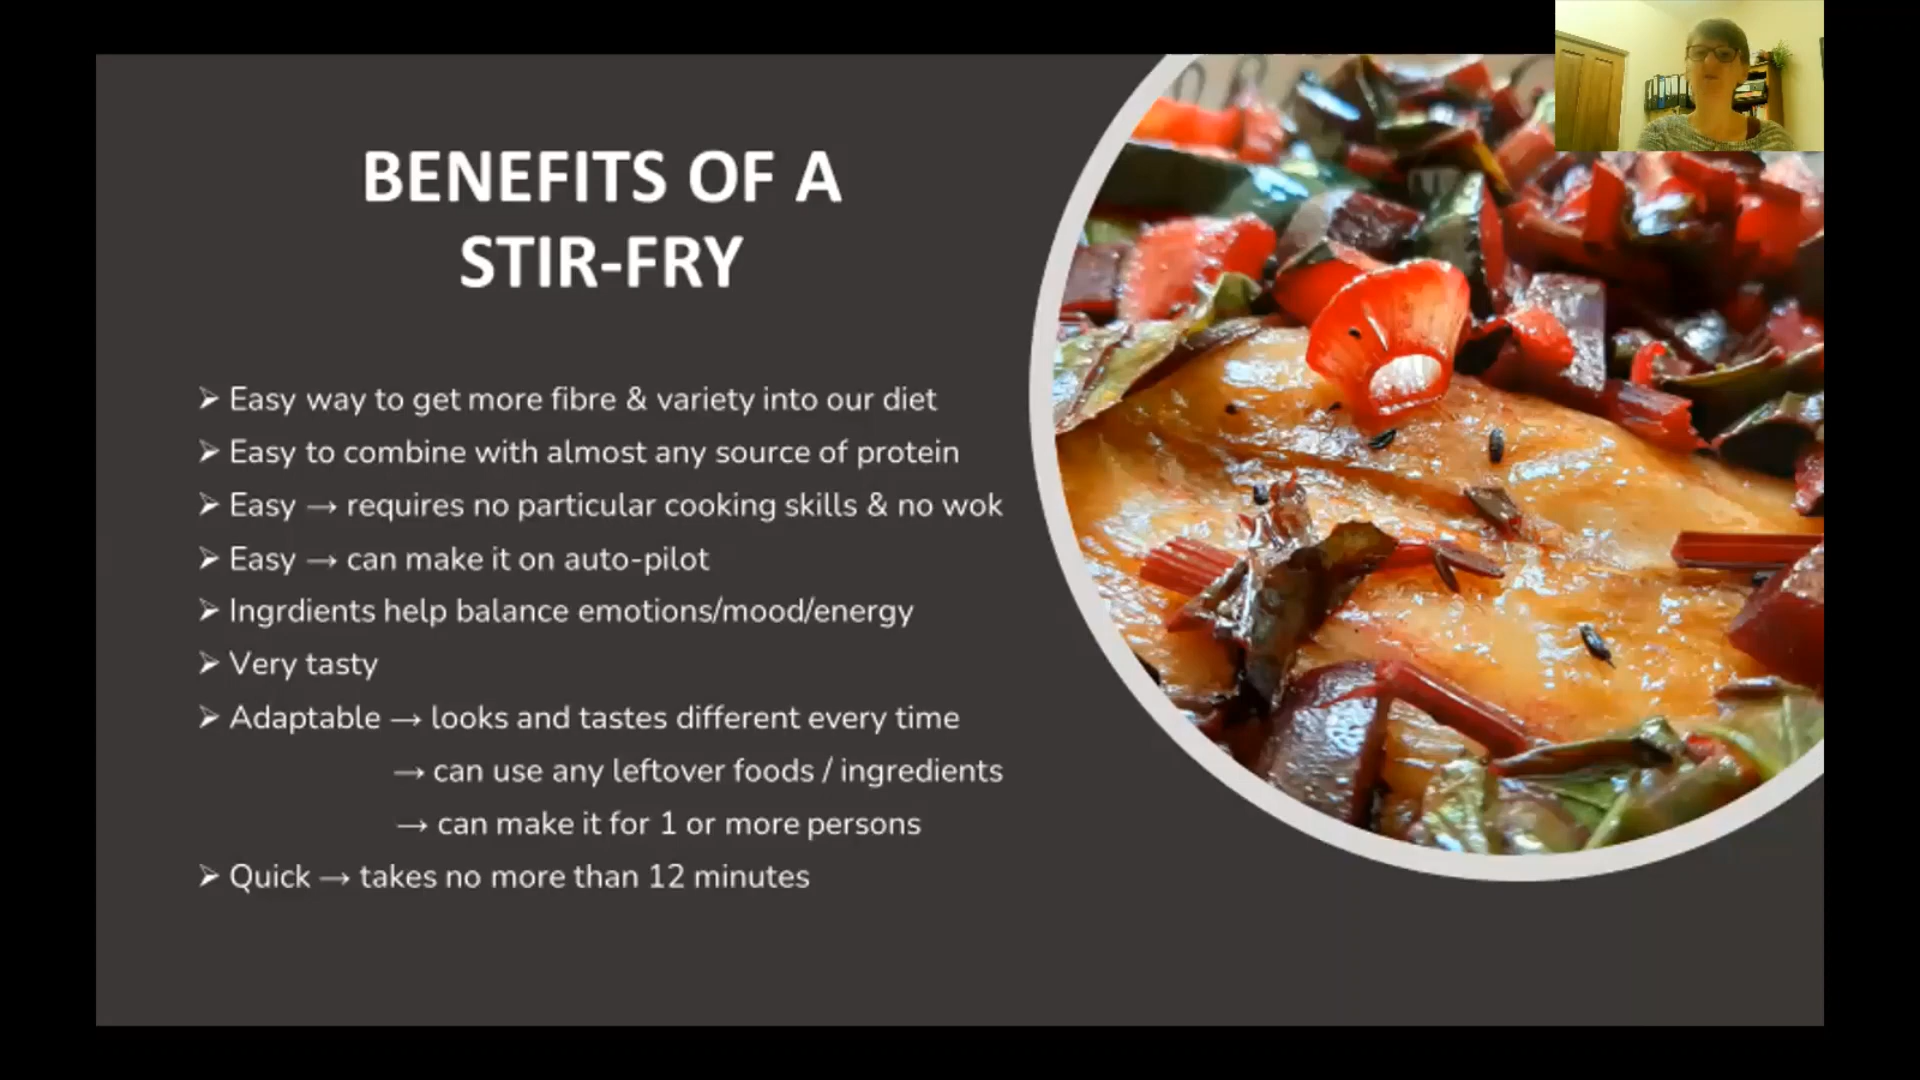 BENEFITS OF A
STIR-FRY
➢ Easy way to get more fibre & variety into our diet
➢ Easy to combine with almost any source of protein
➢ Easy → requires no particular cooking skills & no wok
➢ Easy → can make it on auto-pilot
➢ Ingrdients help balance emotions/mood/energy
➢ Very tasty
➢ Adaptable → looks and tastes different every time
→ can use any leftover foods / ingredients
→ can make it for 1 or more persons
➢ Quick → takes no more than 12 minutes